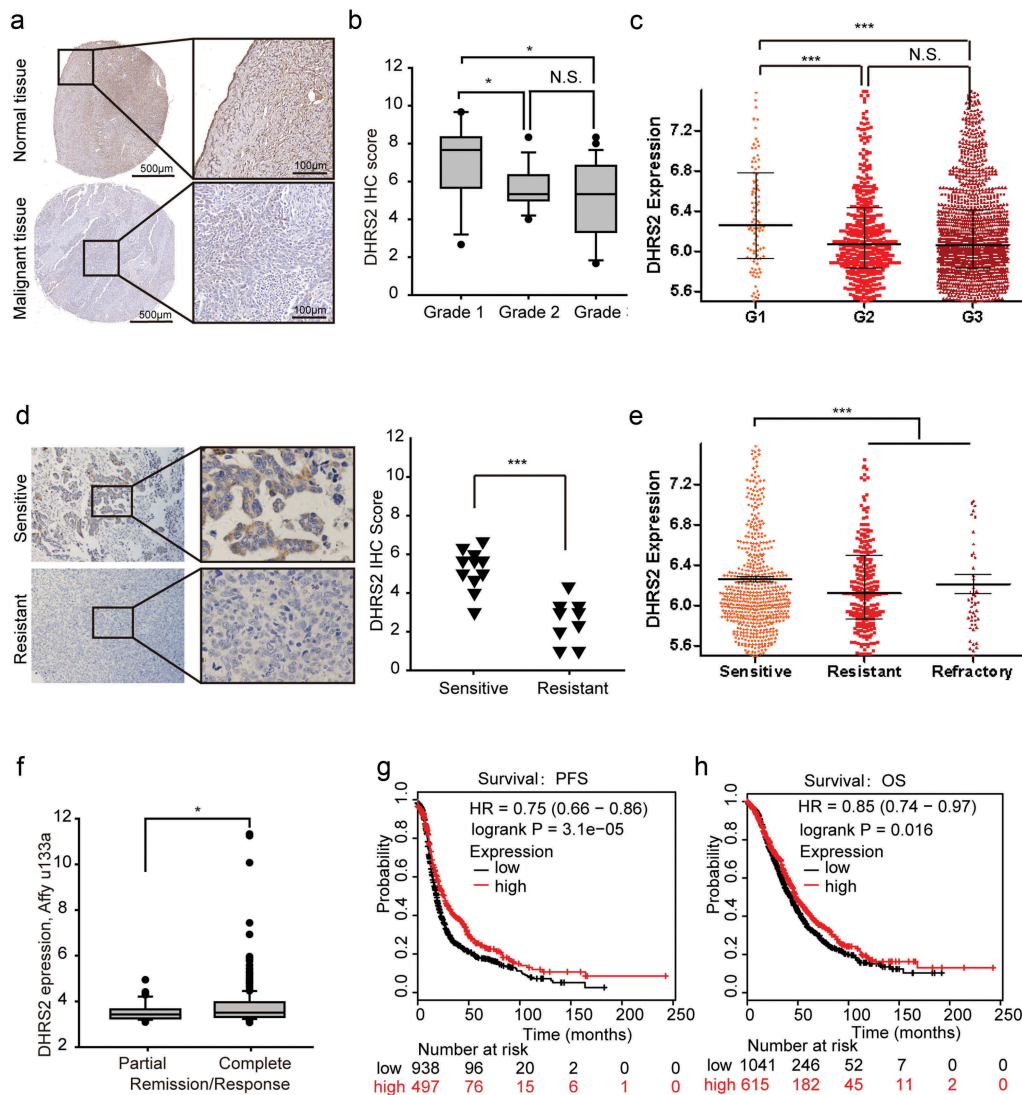 a
Normal tissue
500µm
100µm
Malignant tissue
500µm
100µm
b
DHRS2 IHC score
12
10
8
6
4
2
0
*
*
N.S.
Grade 1
Grade 2
Grade
c
DHRS2 Expression
7.2
6.8
6.4
6.0
5.6
***
***
N.S.
G1
G2
G3
d
Sensitive
Resistant
DHRS2 IHC Score
12
10
8
6
4
2
0
***
Sensitive
Resistant
e
DHRS2 Expression
7.2
6.8
6.4
6.0
5.6
***
Sensitive
Resistant
Refractory
f
DHRS2 epression, Affy u133a
12
10
8
6
4
2
*
Partial
Complete
Remission/Response
g
Survival: PFS
HR = 0.75 (0.66 – 0.86)
logrank P = 3.1e−05
Expression
low
high
Probability
1.0
0.8
0.6
0.4
0.2
0.0
0 50 100 150 200 250
Time (months)
Number at risk
low 938 96 20 2 0 0
high 497 76 15 6 1 0
h
Survival: OS
HR = 0.85 (0.74 – 0.97)
logrank P = 0.016
Expression
low
high
Probability
1.0
0.8
0.6
0.4
0.2
0.0
0 50 100 150 200 250
Time (months)
Number at risk
low 1041 246 52 7 0 0
high 615 182 45 11 2 0